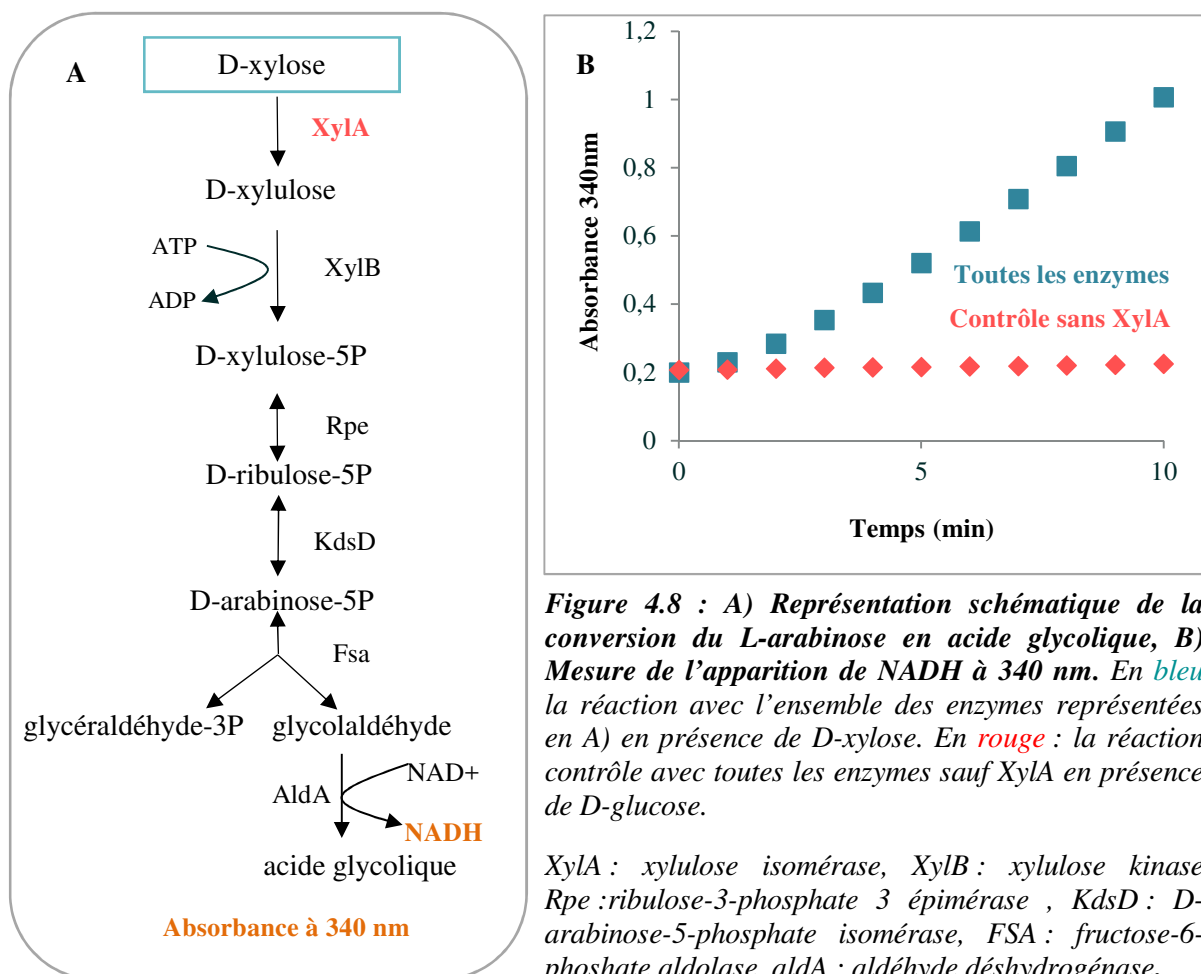 A
D-xylose
XylA
D-xylulose
ATP
XylB
ADP
D-xylulose-5P
Rpe
D-ribulose-5P
KdsD
D-arabinose-5P
Fsa
glycéraldéhyde-3P
glycolaldéhyde
NAD+
AldA
NADH
acide glycolique
Absorbance à 340 nm
B
Absorbance 340nm
1,2
1
0,8
0,6
0,4
0,2
0
0
5
10
Toutes les enzymes
Contrôle sans XylA
Temps (min)
Figure 4.8 : A) Représentation schématique de la
conversion du L-arabinose en acide glycolique, B)
Mesure de l'apparition de NADH à 340 nm. En bleu
la réaction avec l'ensemble des enzymes représentées
en A) en présence de D-xylose. En rouge : la réaction
contrôle avec toutes les enzymes sauf XylA en présence
de D-glucose.
XylA : xylulose isomérase, XylB : xylulose kinase
Rpe :ribulose-3-phosphate 3 épimérase , KdsD : D-
arabinose-5-phosphate isomérase, FSA : fructose-6-
phoshate aldolase, aldA : aldéhyde déshydrogénase.